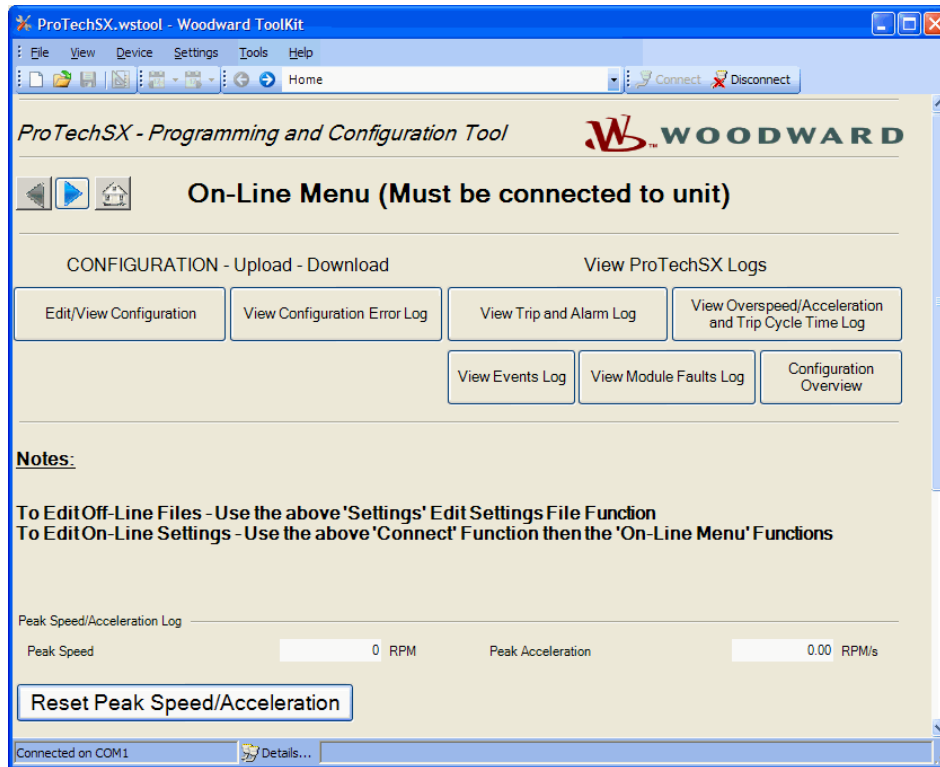 ProTechSX.wstool - Woodward ToolKit
File View Device Settings Tools Help
Home Connect Disconnect
ProTechSX - Programming and Configuration Tool
W™ WOODWARD
On-Line Menu (Must be connected to unit)
CONFIGURATION - Upload - Download View ProTechSX Logs
Edit/View Configuration View Configuration Error Log View Trip and Alarm Log View Overspeed/Acceleration
and Trip Cycle Time Log
View Events Log View Module Faults Log Configuration
Overview
Notes:
To Edit Off-Line Files - Use the above 'Settings' Edit Settings File Function
To Edit On-Line Settings - Use the above 'Connect' Function then the 'On-Line Menu' Functions
Peak Speed/Acceleration Log
Peak Speed 0 RPM Peak Acceleration 0.00 RPM/s
Reset Peak Speed/Acceleration
Connected on COM1 Details...